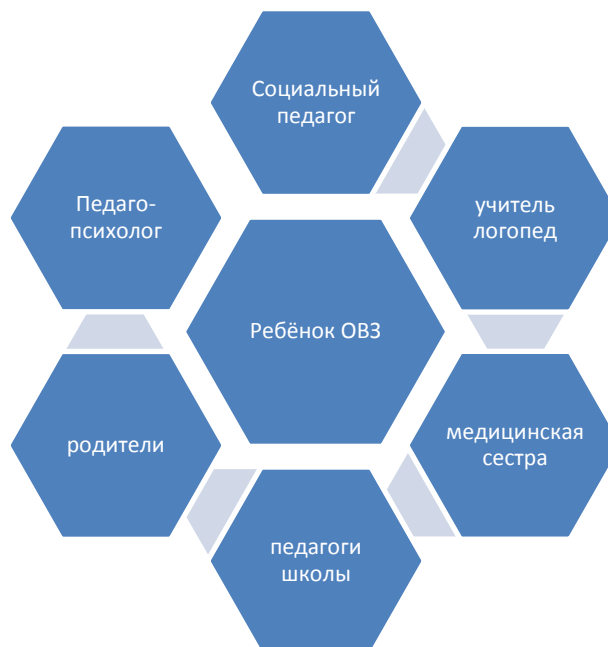 Социальный
педагог
Педаго-
психолог
учитель
логопед
Ребёнок ОВЗ
родители
медицинская
сестра
педагоги
школы